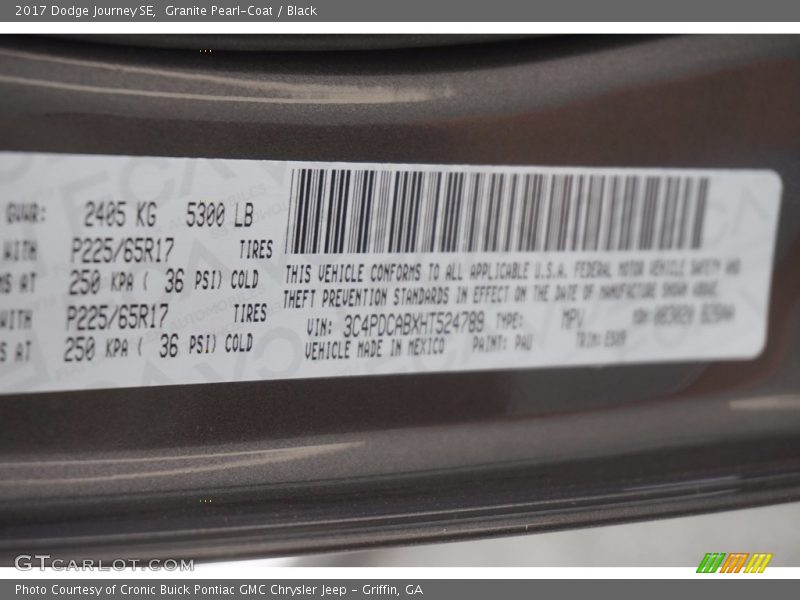 2017 Dodge Journey SE,  Granite Pearl-Coat / Black
GVWR: 2405 KG 5300 LB
WITH P225/65R17 TIRES
MS AT 250 KPA ( 36 PSI) COLD
WITH P225/65R17 TIRES
S AT 250 KPA ( 36 PSI) COLD
THIS VEHICLE CONFORMS TO ALL APPLICABLE U.S.A. FEDERAL MOTOR VEHICLE SAFETY AND
THEFT PREVENTION STANDARDS IN EFFECT ON THE DATE OF MANUFACTURE SHOWN ABOVE.
VIN: 3C4PDCABXHT524789 TYPE: MPV
VEHICLE MADE IN MEXICO PAINT: PAU TRIM:
GTCARLOT.COM
Photo Courtesy of Cronic Buick Pontiac GMC Chrysler Jeep - Griffin, GA